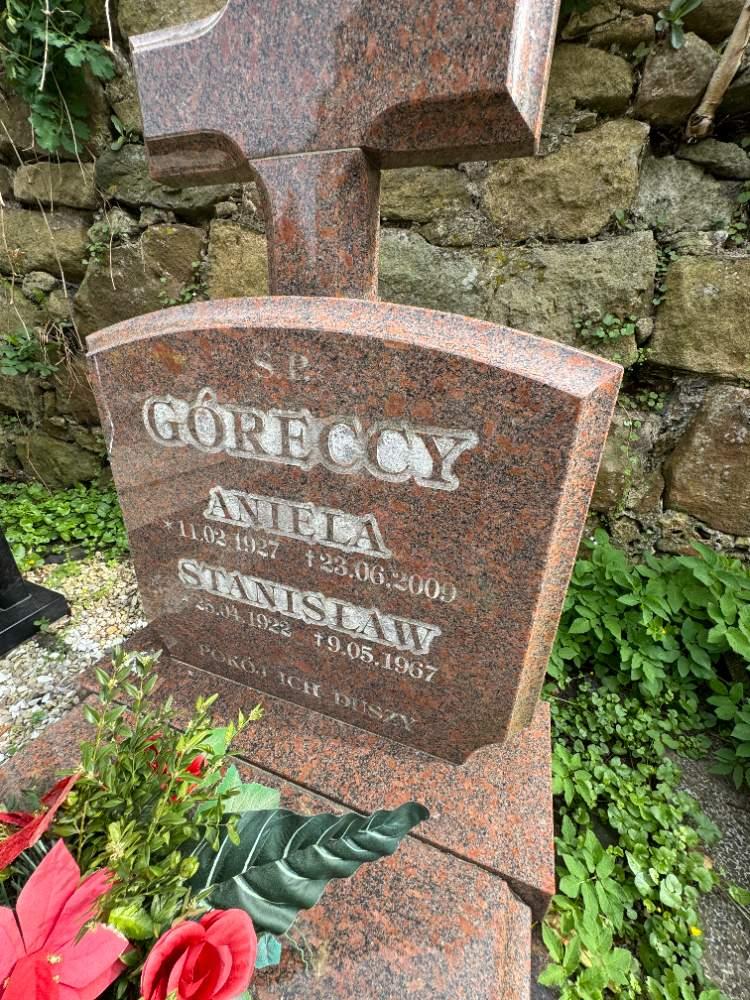 Ś.P.
GÓRECCY
ANIELA
*11.02.1927 †23.06.2009
STANISŁAW
*25.04.1922 †9.05.1967
POKÓJ ICH DUSZY